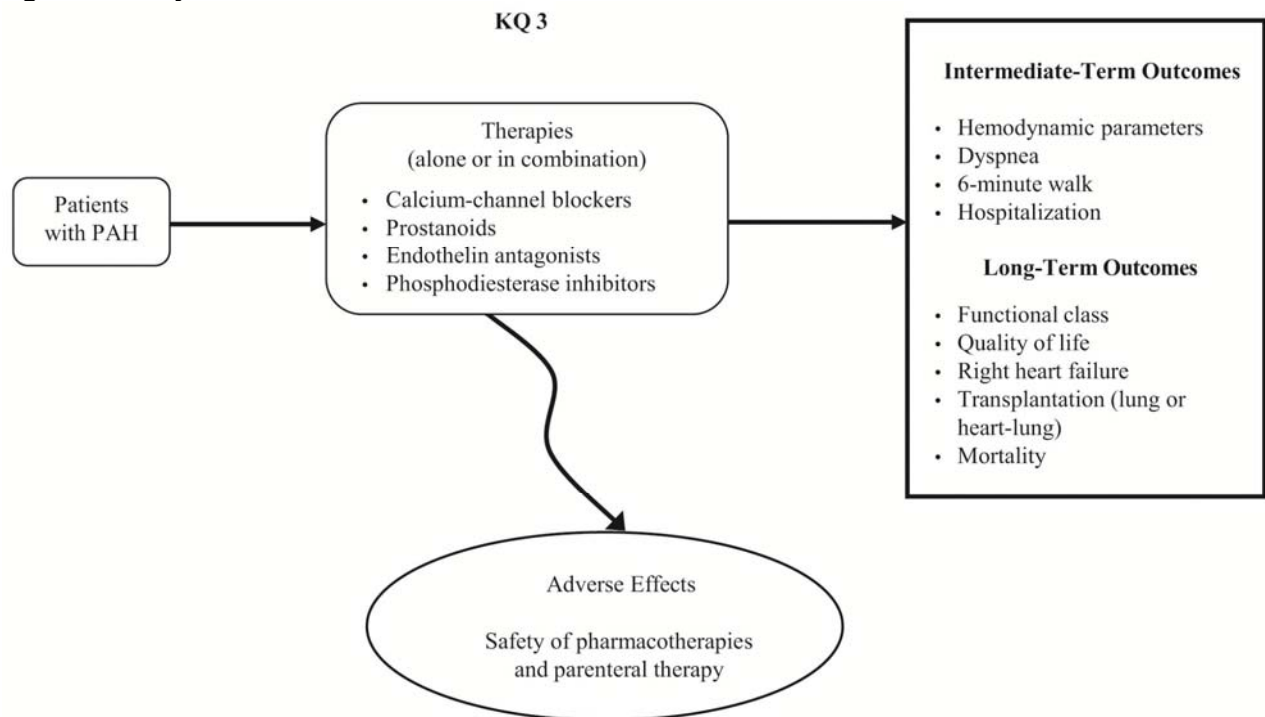 KQ 3
Patients
with PAH
Therapies
(alone or in combination)
• Calcium-channel blockers
• Prostanoids
• Endothelin antagonists
• Phosphodiesterase inhibitors
Intermediate-Term Outcomes
• Hemodynamic parameters
• Dyspnea
• 6-minute walk
• Hospitalization
Long-Term Outcomes
• Functional class
• Quality of life
• Right heart failure
• Transplantation (lung or
heart-lung)
• Mortality
Adverse Effects
Safety of pharmacotherapies
and parenteral therapy